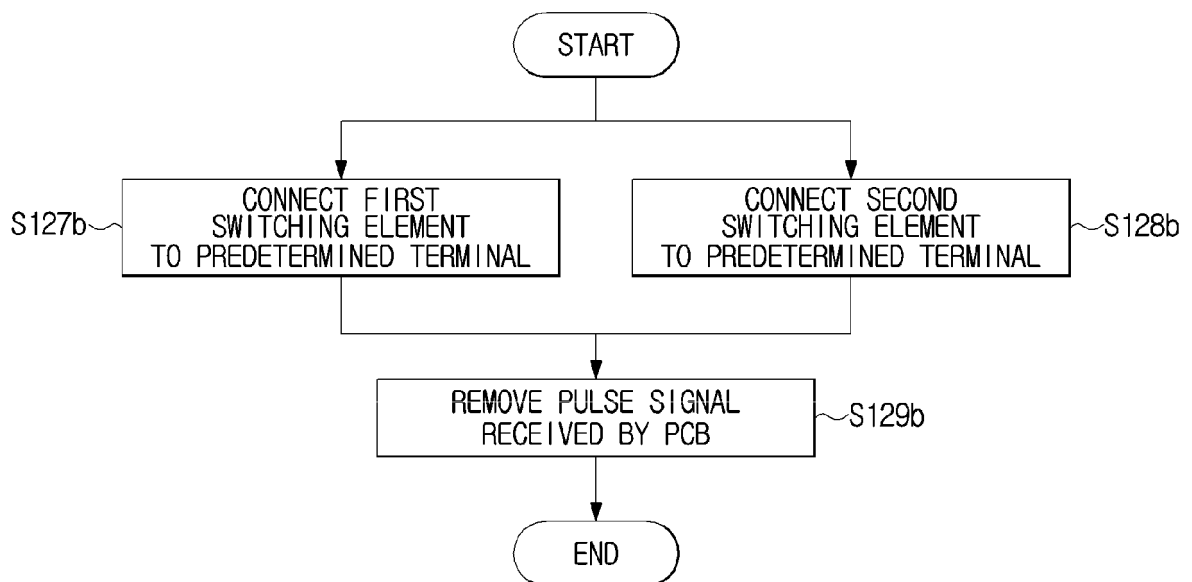 START
CONNECT FIRST
SWITCHING ELEMENT
TO PREDETERMINED TERMINAL
S127b
CONNECT SECOND
SWITCHING ELEMENT
TO PREDETERMINED TERMINAL
S128b
REMOVE PULSE SIGNAL
RECEIVED BY PCB
S129b
END